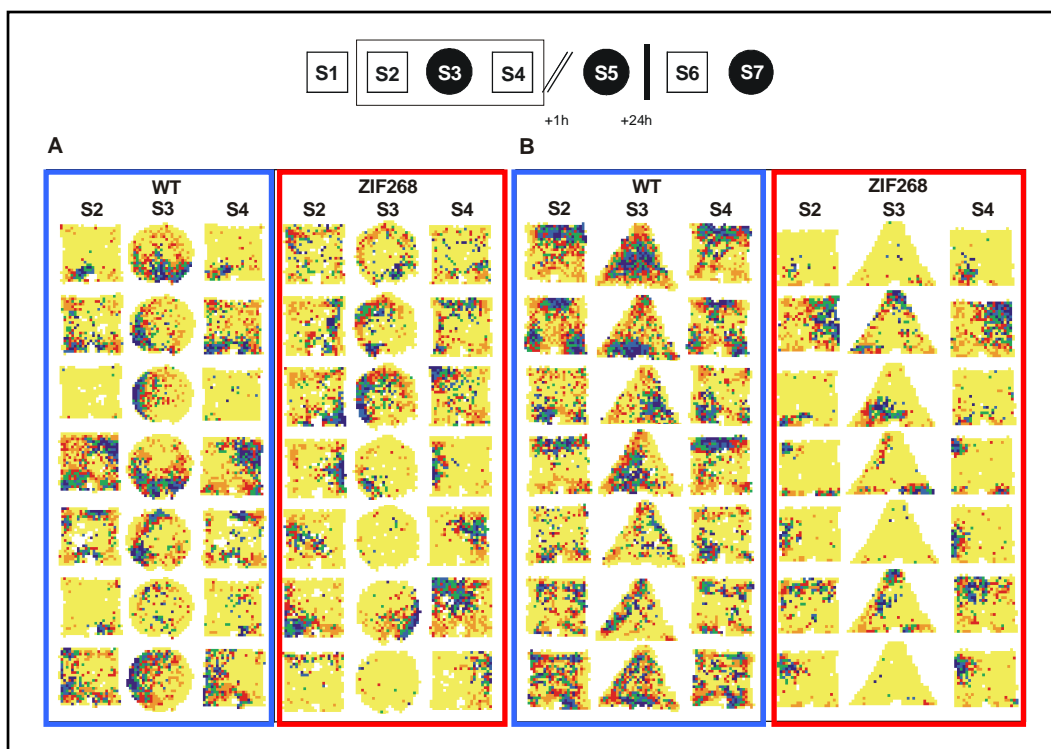 S1 S2 S3 S4 S5 S6 S7
+1h +24h
A B
WT ZIF268 WT ZIF268
S2 S3 S4 S2 S3 S4 S2 S3 S4 S2 S3 S4